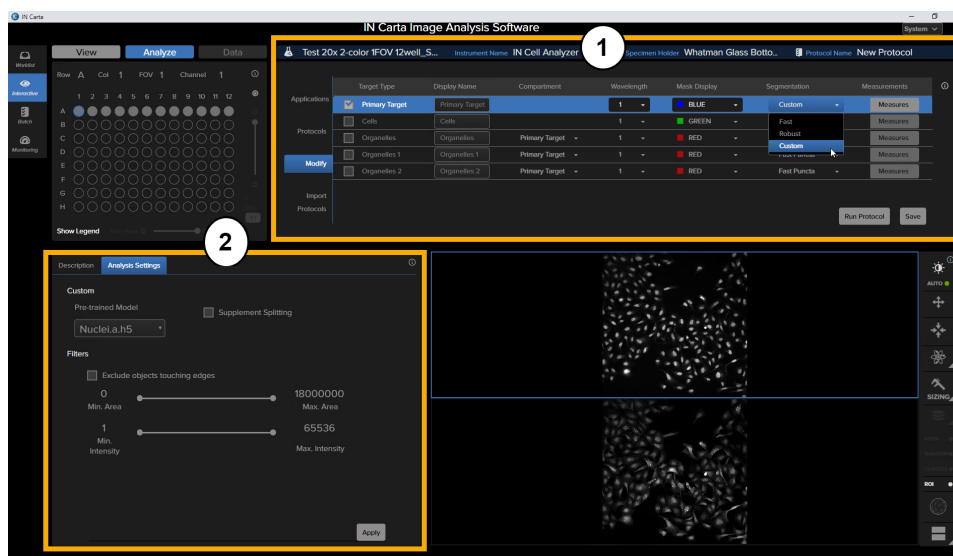 IN Carta
IN Carta Image Analysis Software
System
Worklist
Interactive
Batch
Monitoring
View Analyze Data
Row A Col 1 FOV 1 Channel 1
1 2 3 4 5 6 7 8 9 10 11 12
A
B
C
D
E
F
G
H
Show Legend
1
Test 20x 2-color 1FOV 12well_S... Instrument Name IN Cell Analyzer Specimen Holder Whatman Glass Botto... Protocol Name New Protocol
Applications
Protocols
Modify
Import
Protocols
Target Type Display Name Compartment Wavelength Mask Display Segmentation Measurements
Primary Target Primary Target 1 BLUE Custom Measures
Cells Cells 1 GREEN Fast Measures
Robust
Organelles Organelles Primary Target 1 RED Custom Measures
Organelles 1 Organelles 1 Primary Target 1 RED Fast Puncta Measures
Organelles 2 Organelles 2 Primary Target 1 RED Fast Puncta Measures
Run Protocol Save
2
Description Analysis Settings
Custom
Pre-trained Model
Supplement Splitting
Nuclei.a.h5
Filters
Exclude objects touching edges
0 18000000
Min. Area Max. Area
1 65536
Min.
Intensity Max. Intensity
Apply
AUTO
SIZING
ROI